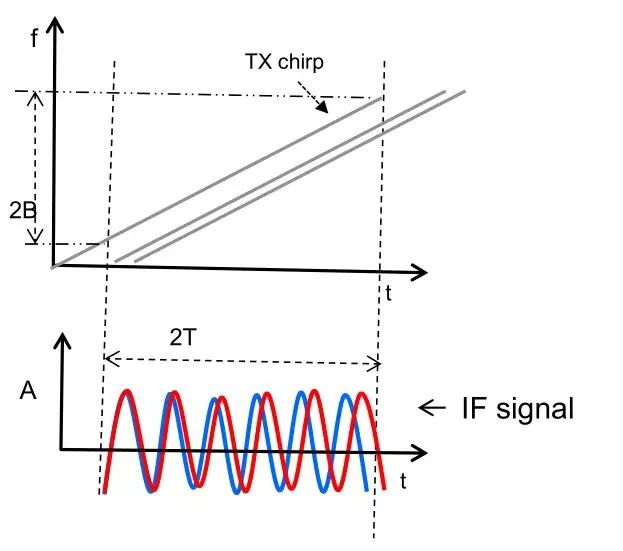 f
TX chirp
2B
t
2T
A
IF signal
t